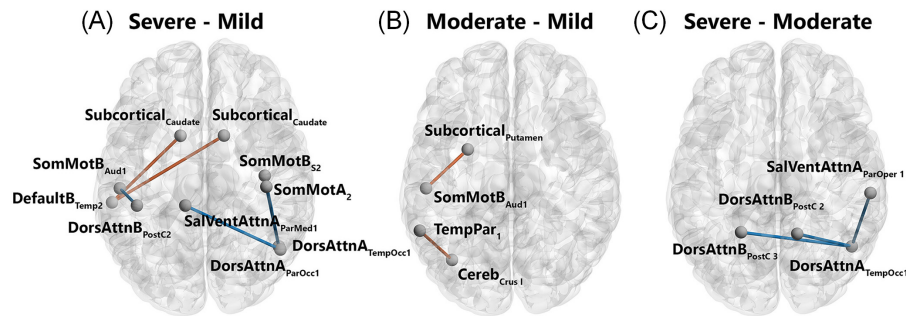 (A) Severe - Mild
Subcortical Caudate
Subcortical Caudate
SomMotB Aud1
SomMotB S2
DefaultB Temp2
SomMotA 2
DorsAttnB PostC2
SalVentAttnA ParMed1
DorsAttnA TempOcc1
DorsAttnA ParOcc1
(B) Moderate - Mild
Subcortical Putamen
SomMotB Aud1
TempPar 1
Cereb Crus I
(C) Severe - Moderate
SalVentAttnA ParOper 1
DorsAttnB PostC 2
DorsAttnB PostC 3
DorsAttnA TempOcc1